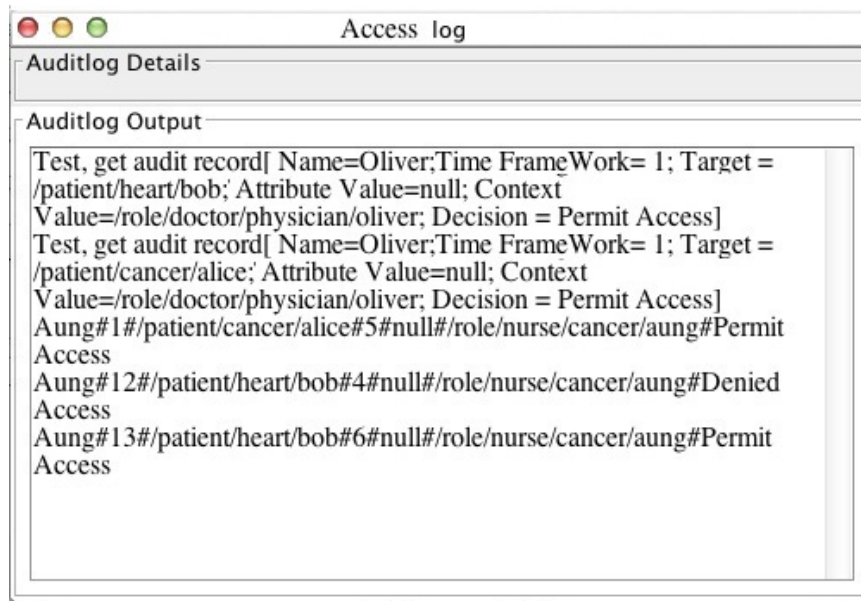 Access log
Auditlog Details
Auditlog Output
Test, get audit record[ Name=Oliver;Time FrameWork= 1; Target =
/patient/heart/bob;' Attribute Value=null; Context
Value=/role/doctor/physician/oliver; Decision = Permit Access]
Test, get audit record[ Name=Oliver;Time FrameWork= 1; Target =
/patient/cancer/alice;' Attribute Value=null; Context
Value=/role/doctor/physician/oliver; Decision = Permit Access]
Aung#1#/patient/cancer/alice#5#null#/role/nurse/cancer/aung#Permit
Access
Aung#12#/patient/heart/bob#4#null#/role/nurse/cancer/aung#Denied
Access
Aung#13#/patient/heart/bob#6#null#/role/nurse/cancer/aung#Permit
Access